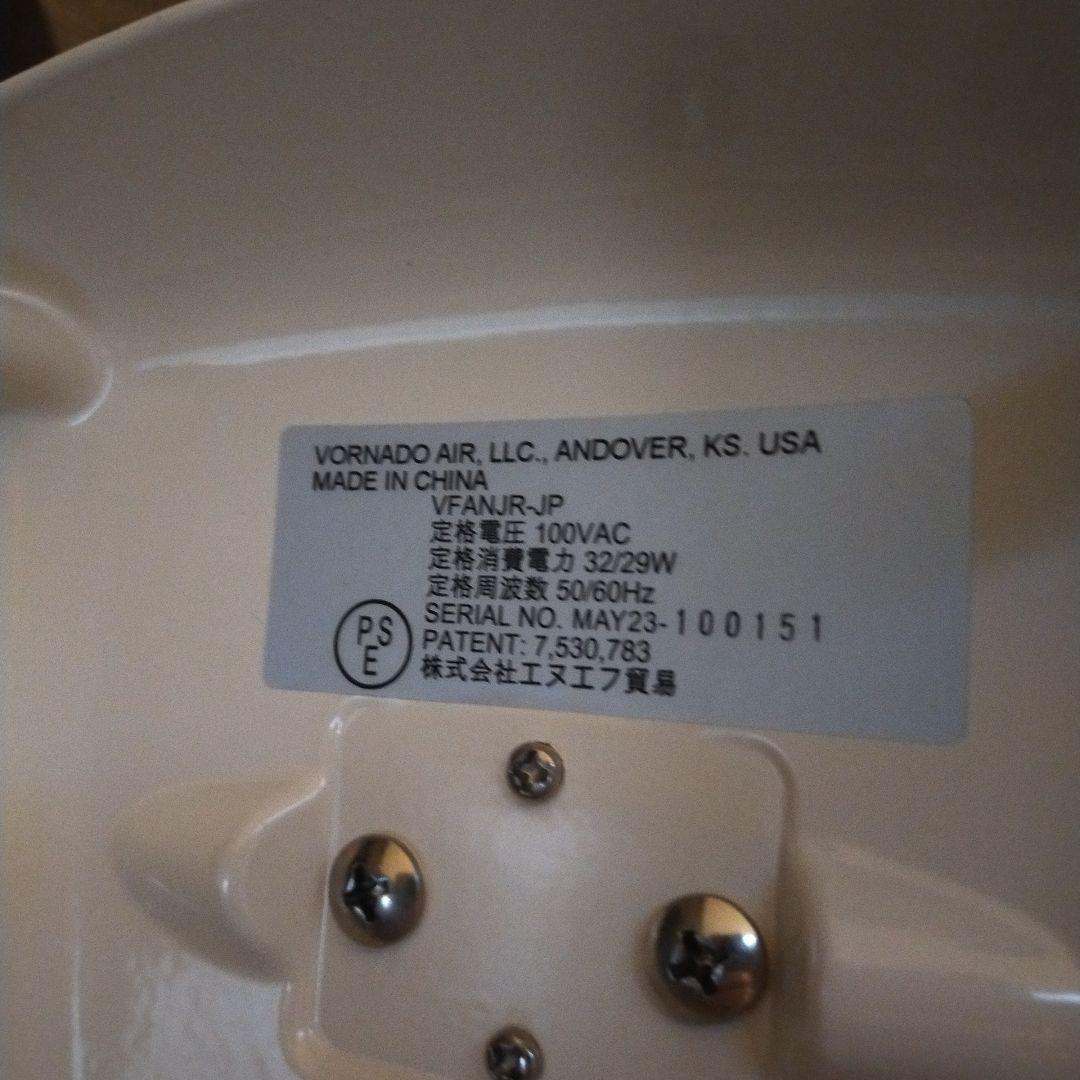 VORNADO AIR, LLC., ANDOVER, KS. USA
MADE IN CHINA
VFANJR-JP
定格電圧 100VAC
定格消費電力 32/29W
定格周波数 50/60Hz
SERIAL NO. MAY23-100151
PATENT: 7,530,783
株式会社エヌエフ貿易
PS
E